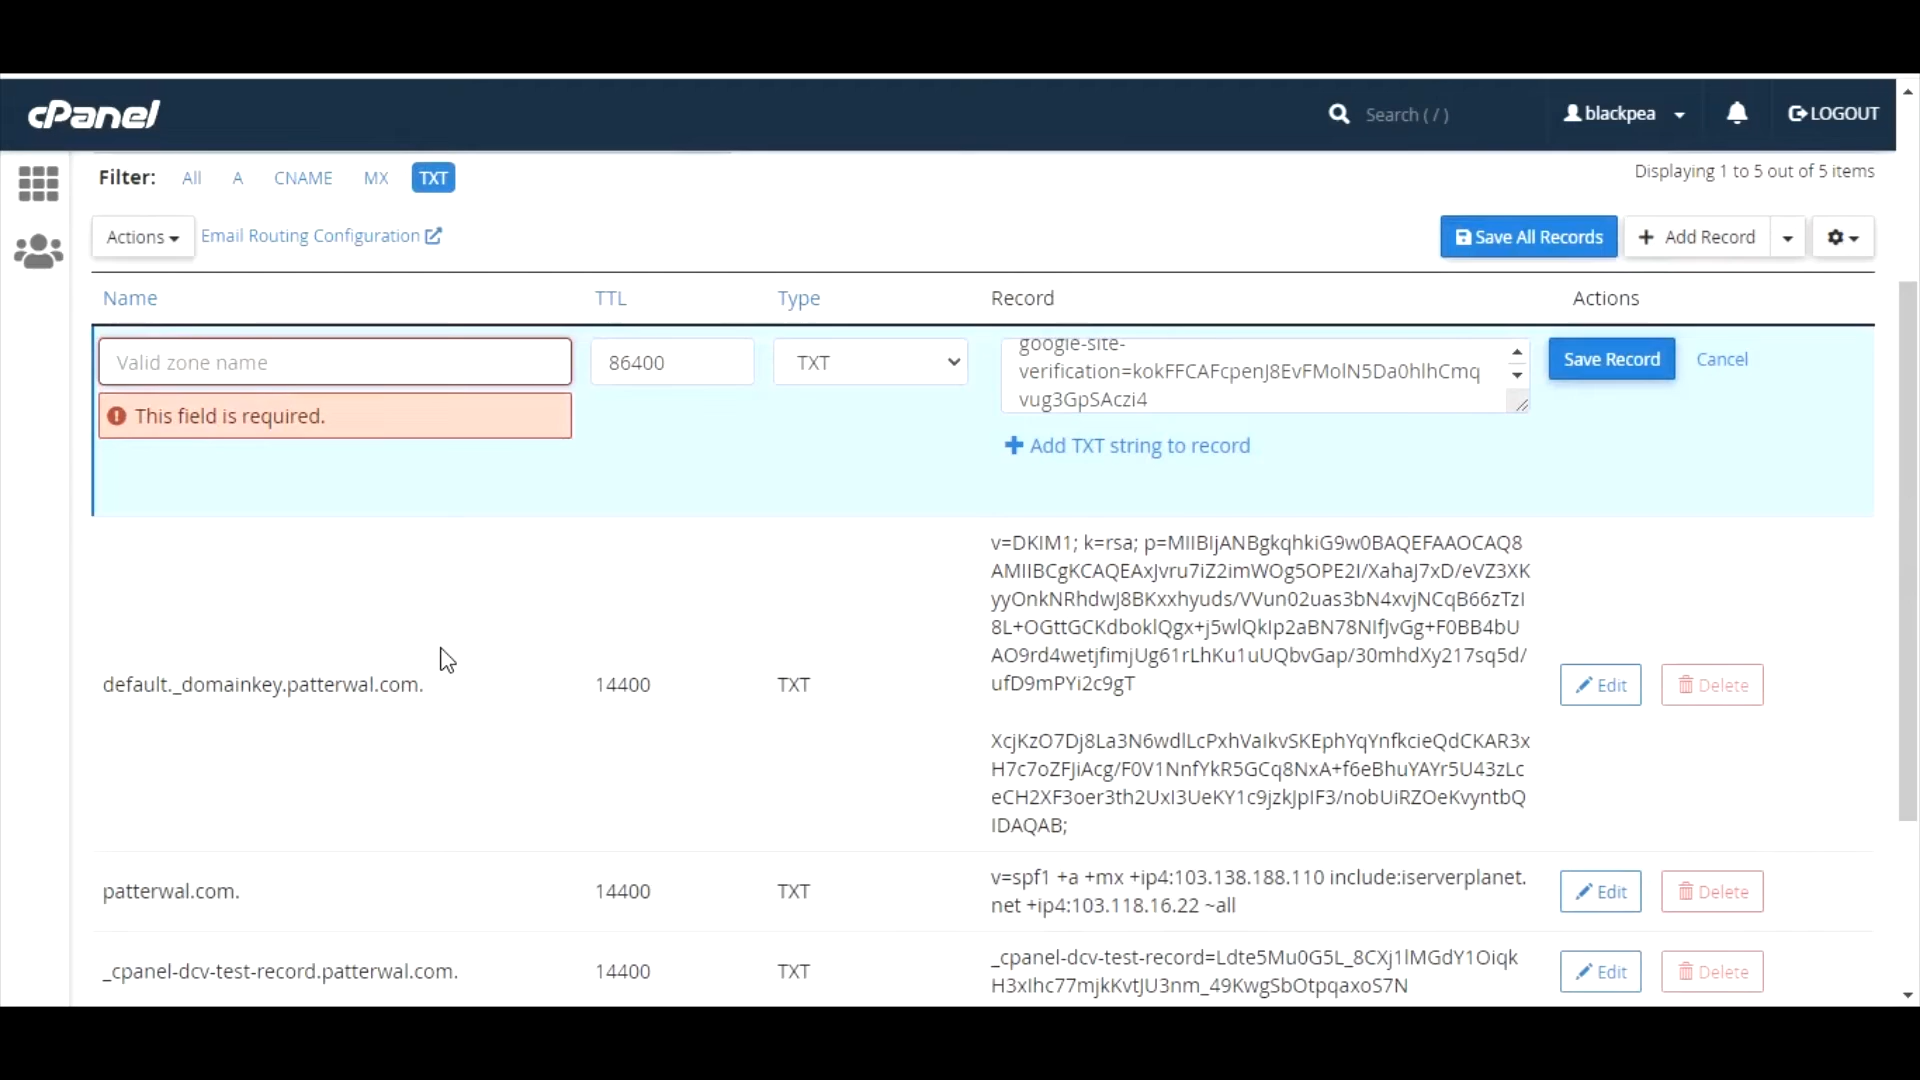 cPanel
Search ( / )
blackpea
LOGOUT
Filter: All A CNAME MX TXT
Displaying 1 to 5 out of 5 items
Actions
Email Routing Configuration
Save All Records
Add Record
Name TTL Type Record Actions
Valid zone name
86400
TXT
google-site-
verification=kokFFCAFcpenJ8EvFMolN5Da0hlhCmq
vug3GpSAczi4
Save Record
Cancel
This field is required.
Add TXT string to record
default._domainkey.patterwal.com.
14400
TXT
v=DKIM1; k=rsa; p=MIIBIjANBgkqhkiG9w0BAQEFAAOCAQ8
AMIIBCgKCAQEAxJvru7iZ2imWOg5OPE2I/XahaJ7xD/eVZ3XK
yyOnkNRhdwJ8BKxxhyuds/VVun02uas3bN4xvjNCqB66zTzI
8L+OGttGCKdboklQgx+j5wlQkIp2aBN78NIfJvGg+F0BB4bU
AO9rd4wetjfimjUg61rLhKu1uUQbvGap/30mhdXy217sq5d/
ufD9mPYi2c9gT
XcjKzO7Dj8La3N6wdlLcPxhVaIkvSKEphYqYnfkcieQdCKAR3x
H7c7oZFJiAcg/F0V1NnfYkR5GCq8NxA+f6eBhuYAYr5U43zLc
eCH2XF3oer3th2UxI3UeKY1c9jzkJpIF3/nobUiRZOeKvyntbQ
IDAQAB;
Edit
Delete
patterwal.com.
14400
TXT
v=spf1 +a +mx +ip4:103.138.188.110 include:iserverplanet.
net +ip4:103.118.16.22 ~all
Edit
Delete
_cpanel-dcv-test-record.patterwal.com.
14400
TXT
_cpanel-dcv-test-record=Ldte5Mu0G5L_8CXj1lMGdY1Oiqk
H3xIhc77mjkKvtJU3nm_49KwgSbOtpqaxoS7N
Edit
Delete